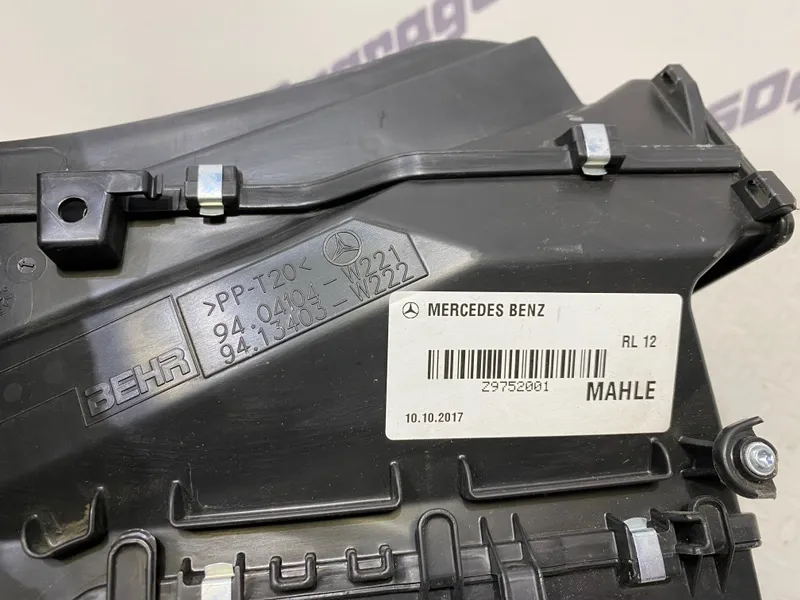 >PP-T20<
94.04104-W221
94.13403-W222
BEHR
MERCEDES BENZ
RL 12
Z9752001
MAHLE
10.10.2017